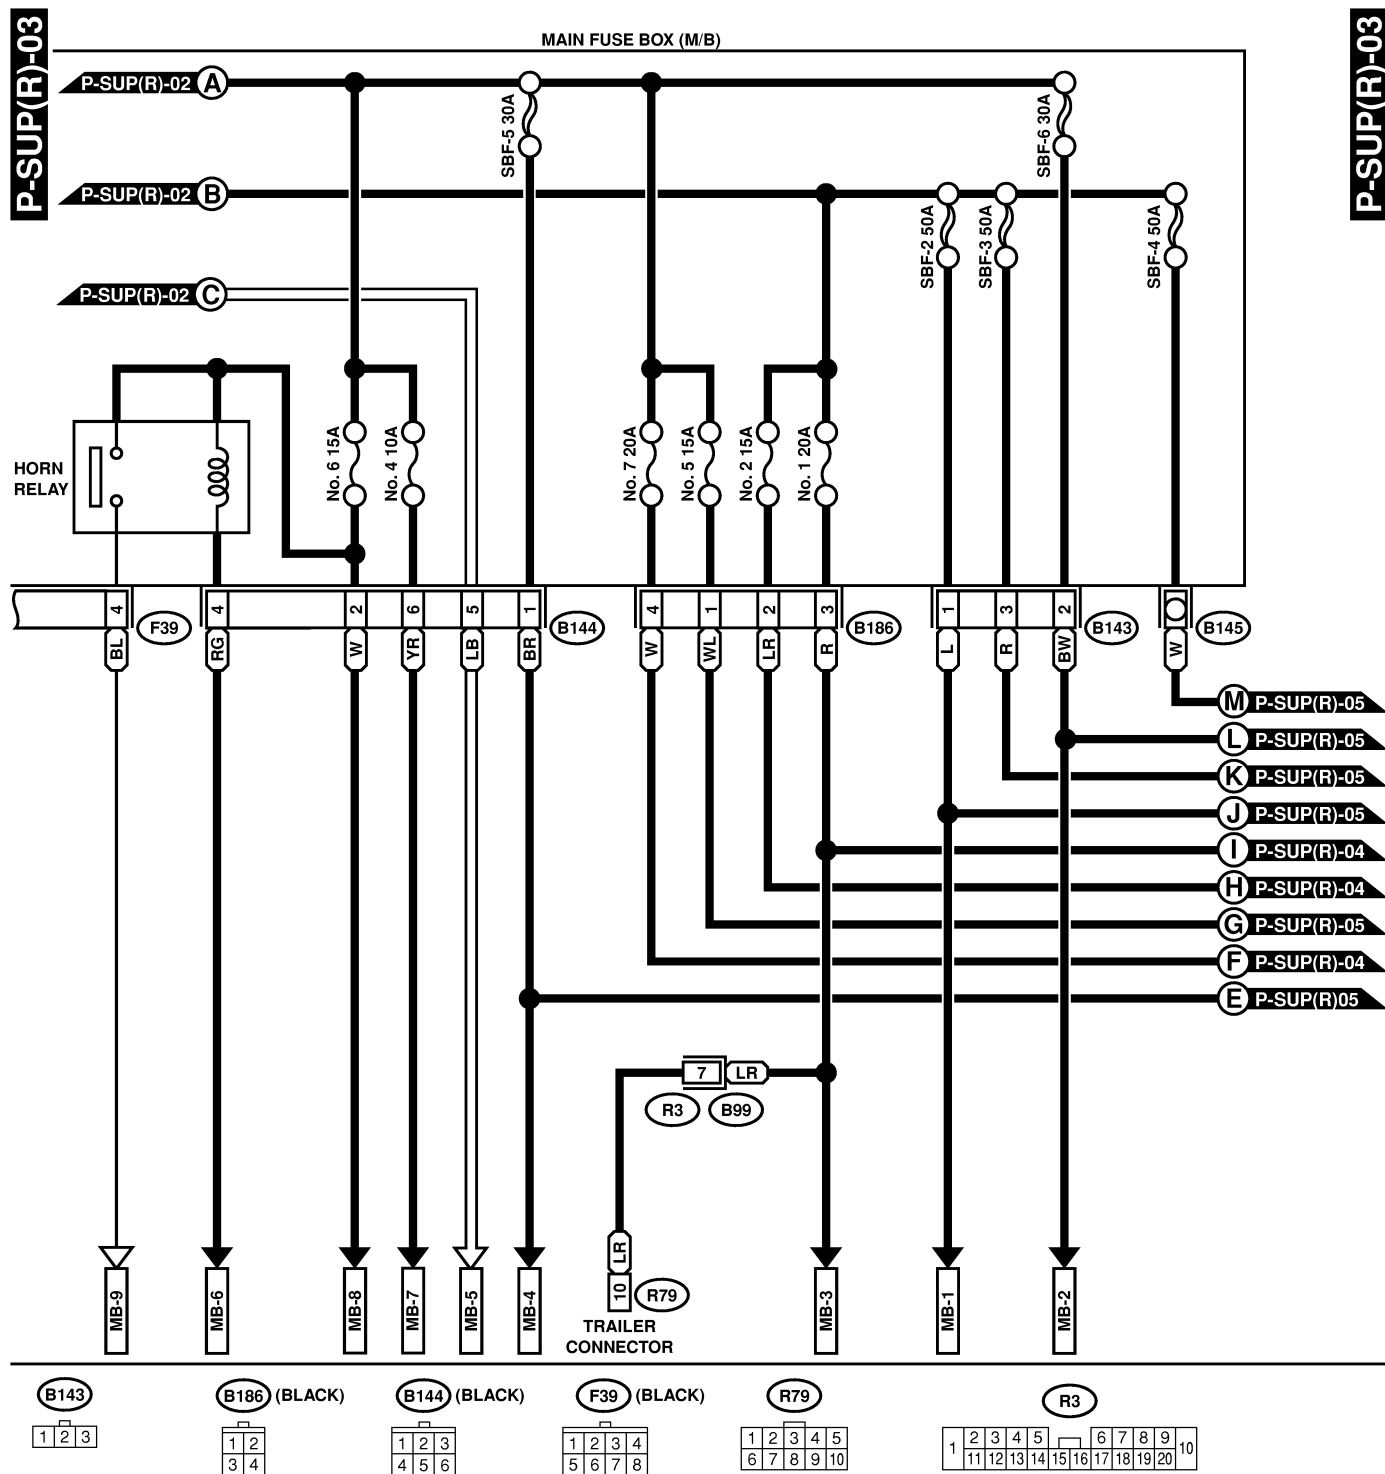 P-SUP(R)-03
P-SUP(R)-03
MAIN FUSE BOX (M/B)
P-SUP(R)-02 A
SBF-5 30A
SBF-6 30A
P-SUP(R)-02 B
SBF-2 50A
SBF-3 50A
SBF-4 50A
P-SUP(R)-02 C
HORN
RELAY
No. 6 15A
No. 4 10A
No. 7 20A
No. 5 15A
No. 2 15A
No. 1 20A
4 F39 4 2 6 5 1 B144 4 1 2 3 B186 1 3 2 B143 B145
BL RG W YR LB BR W WL LR R L R BW W
M P-SUP(R)-05
L P-SUP(R)-05
K P-SUP(R)-05
J P-SUP(R)-05
I P-SUP(R)-04
H P-SUP(R)-04
G P-SUP(R)-05
F P-SUP(R)-04
E P-SUP(R)05
7 LR
R3 B99
LR
10 R79
TRAILER
CONNECTOR
MB-9 MB-6 MB-8 MB-7 MB-5 MB-4 MB-3 MB-1 MB-2
B143
1 2 3
B186 (BLACK)
1 2
3 4
B144 (BLACK)
1 2 3
4 5 6
F39 (BLACK)
1 2 3 4
5 6 7 8
R79
1 2 3 4 5
6 7 8 9 10
R3
1 2 3 4 5 6 7 8 9 10
11 12 13 14 15 16 17 18 19 20